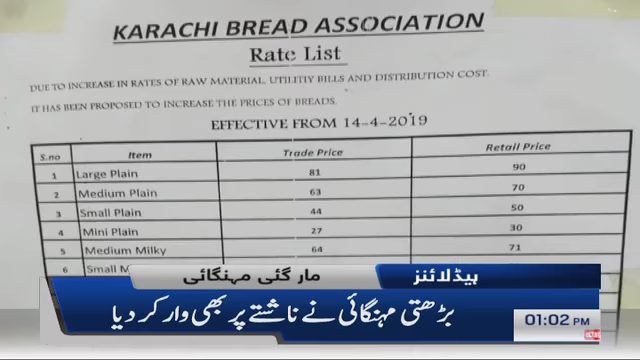 KARACHI BREAD ASSOCIATION
Rate List
DUE TO INCREASE IN RATES OF RAW MATERIAL, UTILITIY BILLS AND DISTRIBUTION COST.
IT HAS BEEN PROPOSED TO INCREASE THE PRICES OF BREADS.
EFFECTIVE FROM 14-4-2019
S.no Item Trade Price Retail Price
1 Large Plain 81 90
2 Medium Plain 63 70
3 Small Plain 44 50
4 Mini Plain 27 30
5 Medium Milky 64 71
6 Small
ہیڈلائنز
مار گئی مہنگائی
بڑھتی مہنگائی نے ناشتے پر بھی وار کر دیا
01:02 PM